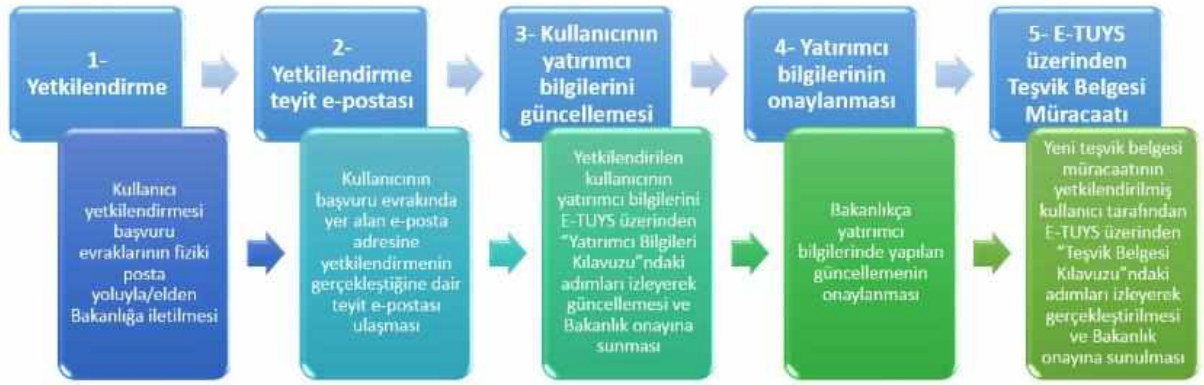 1-
Yetkilendirme
2-
Yetkilendirme
teyit e-postası
3- Kullanıcının
yatırımcı
bilgilerini
güncellemesi
4- Yatırımcı
bilgilerinin
onaylanması
5- E-TUYS
üzerinden
Teşvik Belgesi
Müracaatı
Kullanıcı
yetkilendirmesi
başvuru
evraklarının fiziki
posta
yoluyla/elden
Bakanlığa iletilmesi
Kullanıcının
başvuru evrakında
yer alan e-posta
adresine
yetkilendirmenin
gerçekleştiğine dair
teyit e-postası
ulaşması
Yetkilendirilen
kullanıcının
yatırımcı bilgilerini
E-TUYS üzerinden
"Yatırımcı Bilgileri
Kılavuzu"ndaki
adımları izleyerek
güncellemesi ve
Bakanlık onayına
sunması
Bakanlıkça
yatırımcı
bilgilerinde yapılan
güncellemenin
onaylanması
Yeni teşvik belgesi
müracaatının
yetkilendirilmiş
kullanıcı tarafından
E-TUYS üzerinden
"Teşvik Belgesi
Kılavuzu"ndaki
adımları izleyerek
gerçekleştirilmesi
ve Bakanlık
onayına sunulması